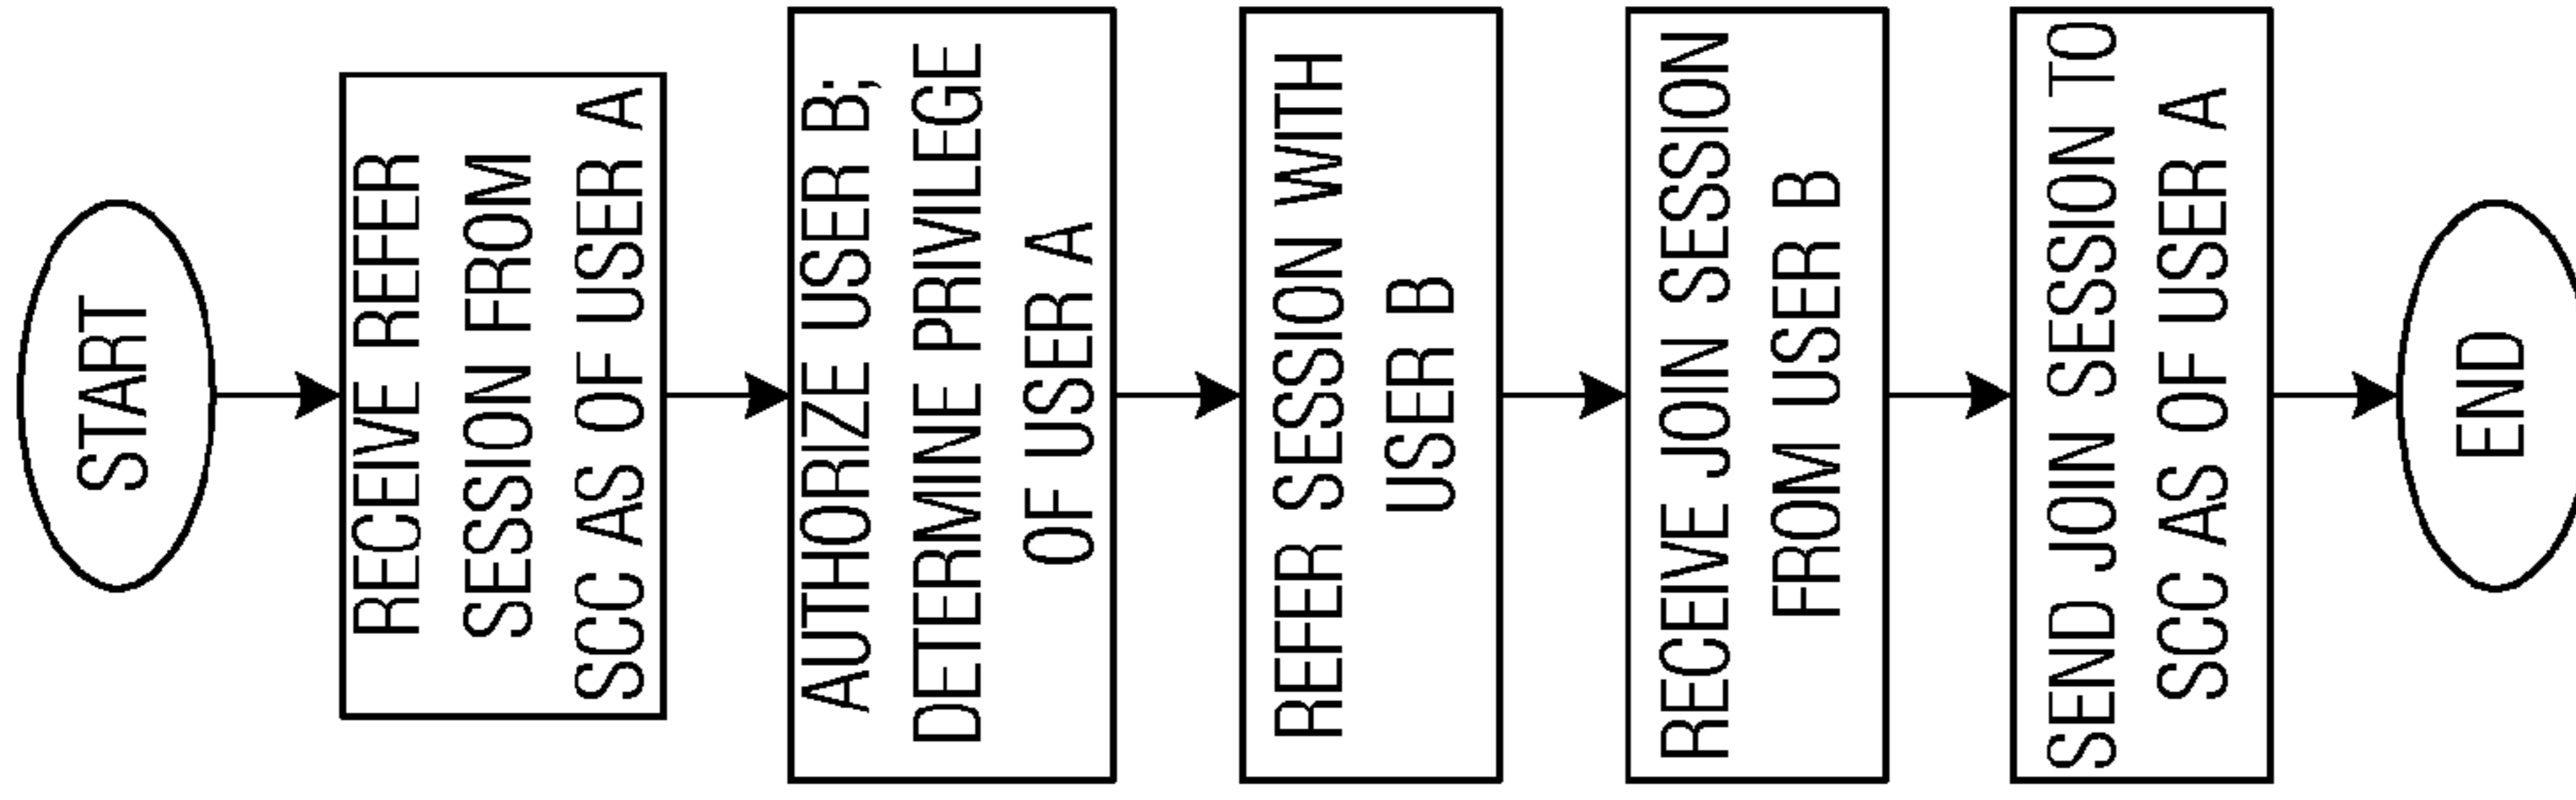 START
RECEIVE REFER
SESSION FROM
SCC AS OF USER A
AUTHORIZE USER B;
DETERMINE PRIVILEGE
OF USER A
REFER SESSION WITH
USER B
RECEIVE JOIN SESSION
FROM USER B
SEND JOIN SESSION TO
SCC AS OF USER A
END